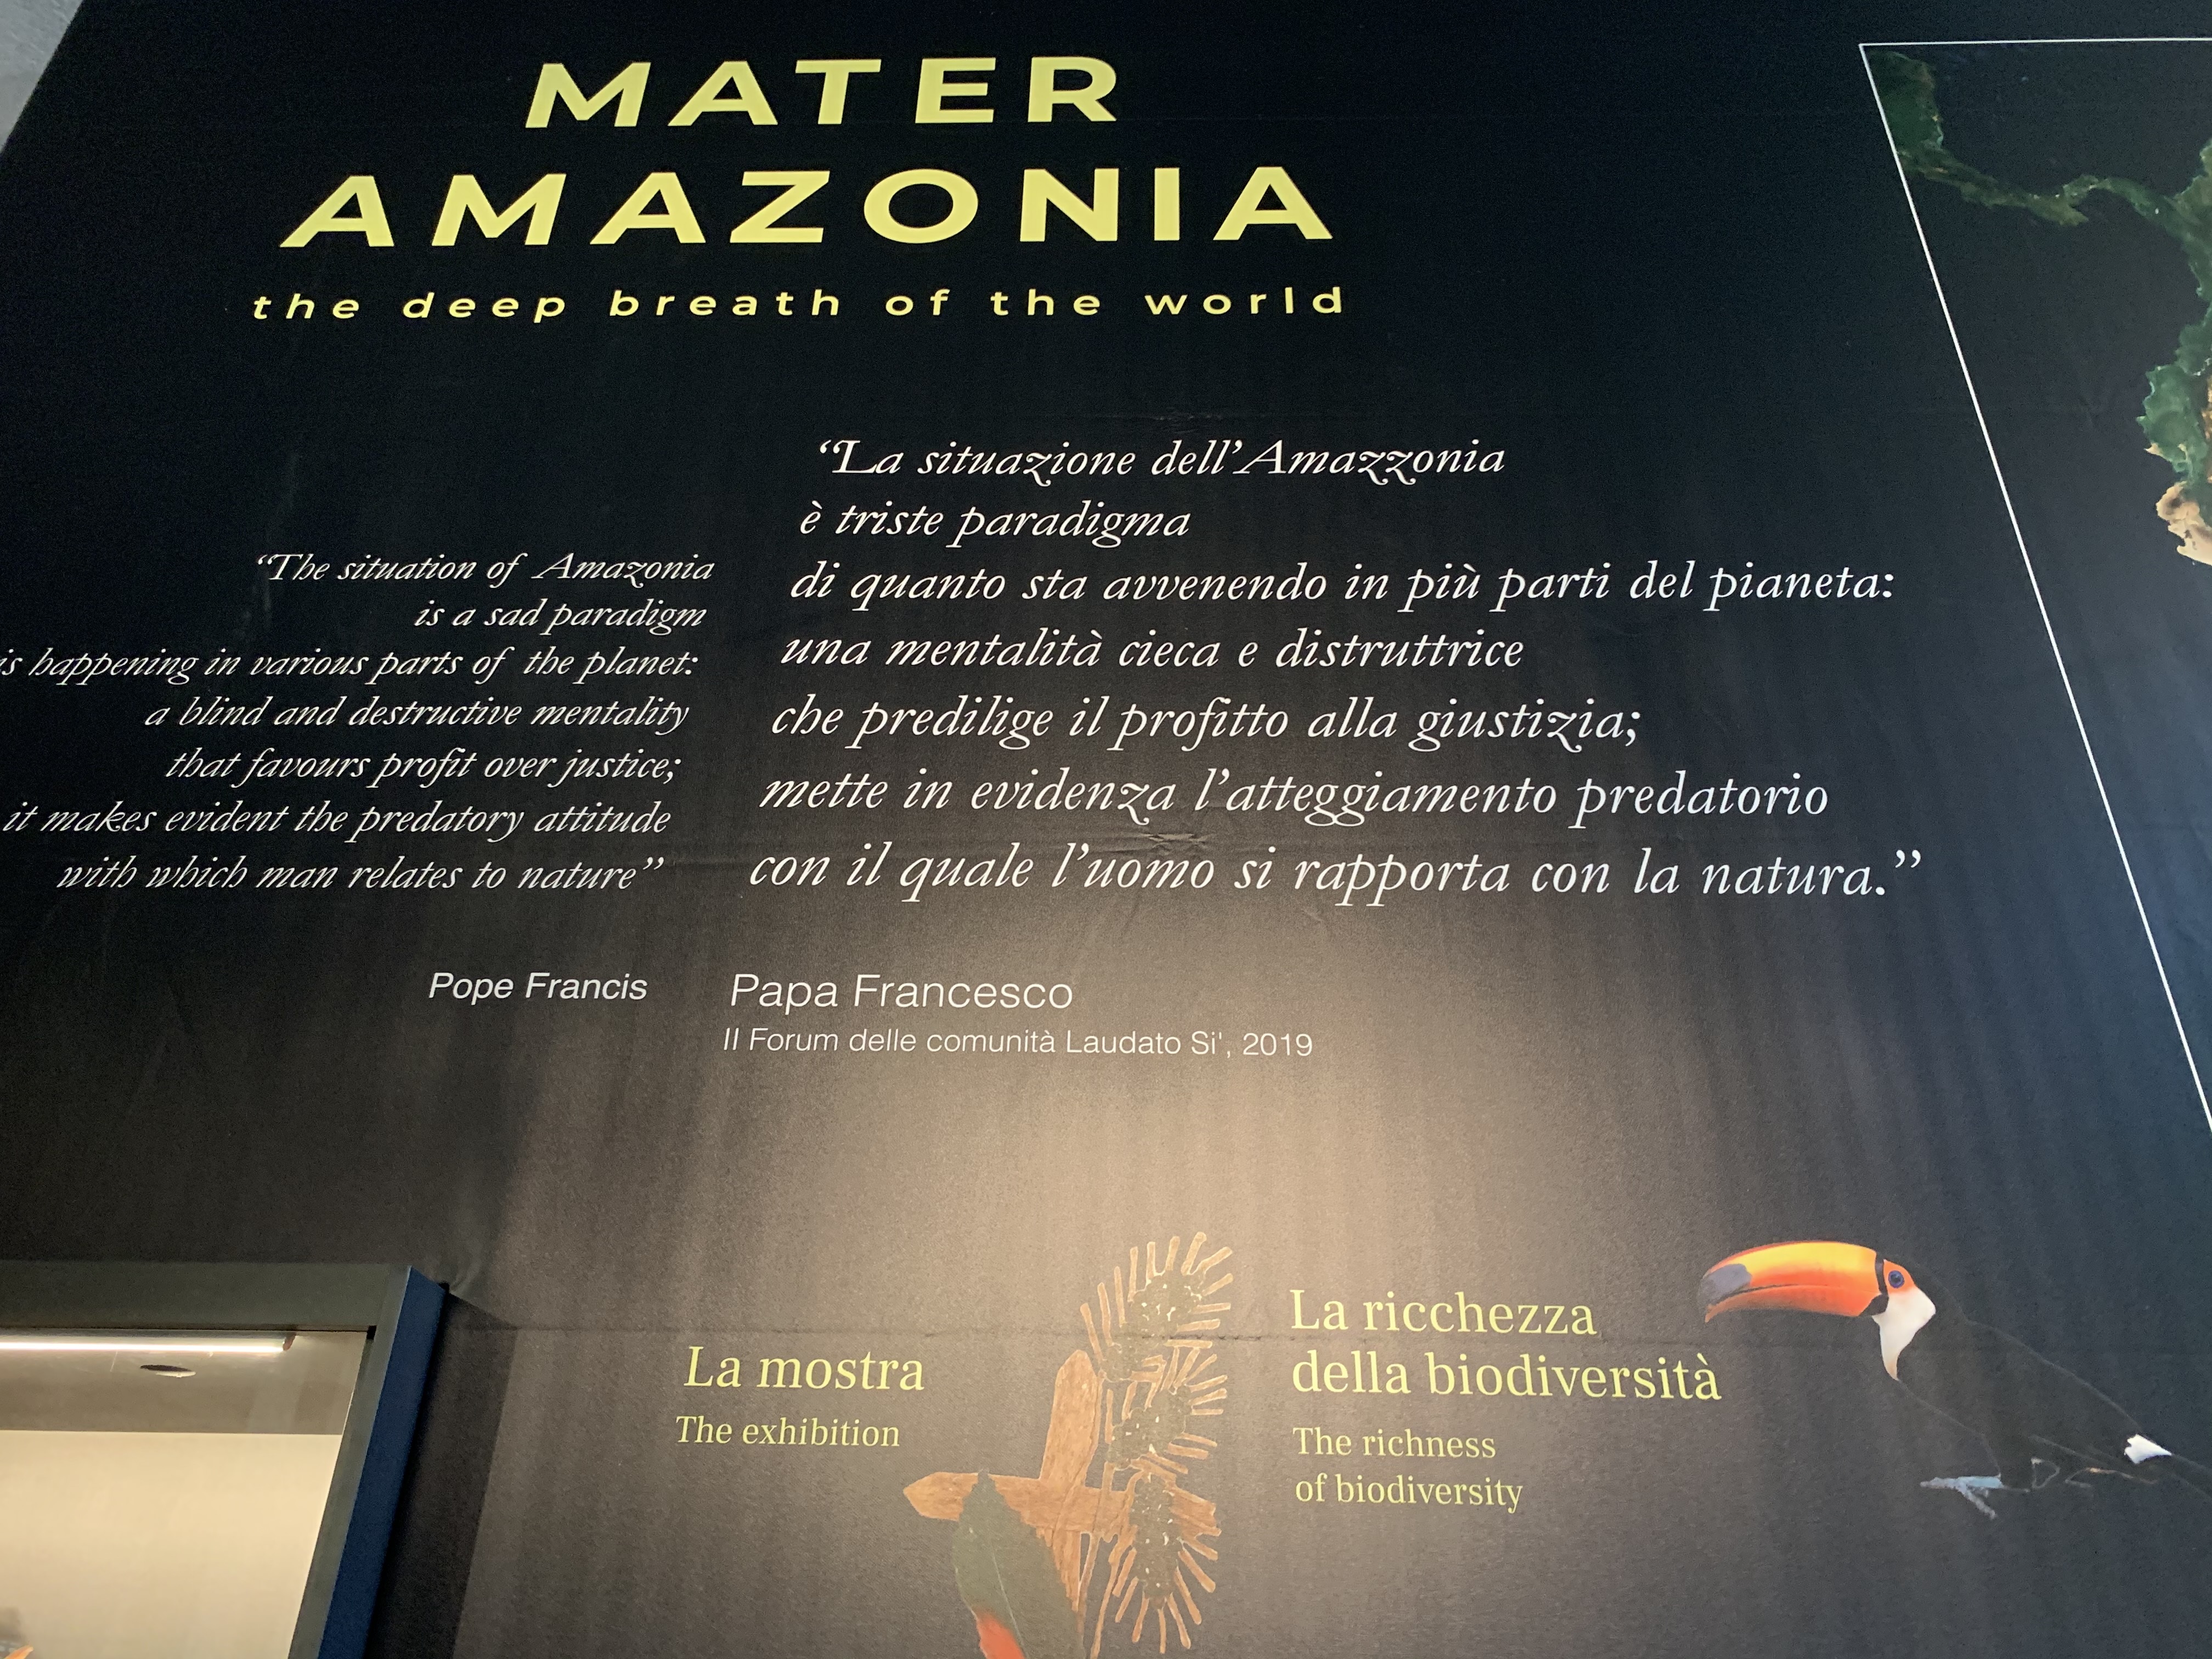 MATER
AMAZONIA
the deep breath of the world
“The situation of Amazonia
is a sad paradigm
happening in various parts of the planet:
a blind and destructive mentality
that favours profit over justice;
it makes evident the predatory attitude
with which man relates to nature”
Pope Francis
“La situazione dell’Amazzonia
è triste paradigma
di quanto sta avvenendo in più parti del pianeta:
una mentalità cieca e distruttrice
che predilige il profitto alla giustizia;
mette in evidenza l’atteggiamento predatorio
con il quale l’uomo si rapporta con la natura.”
Papa Francesco
II Forum delle comunità Laudato Si', 2019
La mostra
The exhibition
La ricchezza
della biodiversità
The richness
of biodiversity